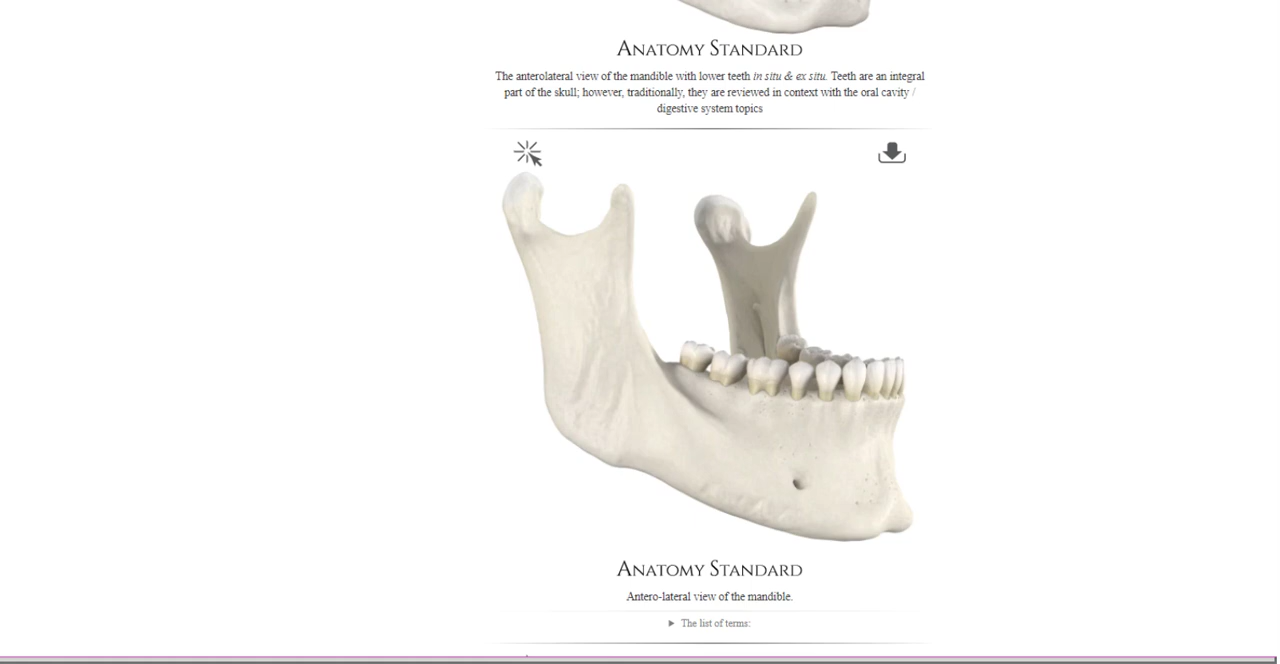 Anatomy Standard
The anterolateral view of the mandible with lower teeth in situ & ex situ. Teeth are an integral
part of the skull; however, traditionally, they are reviewed in context with the oral cavity /
digestive system topics
Anatomy Standard
Antero-lateral view of the mandible.
► The list of terms: